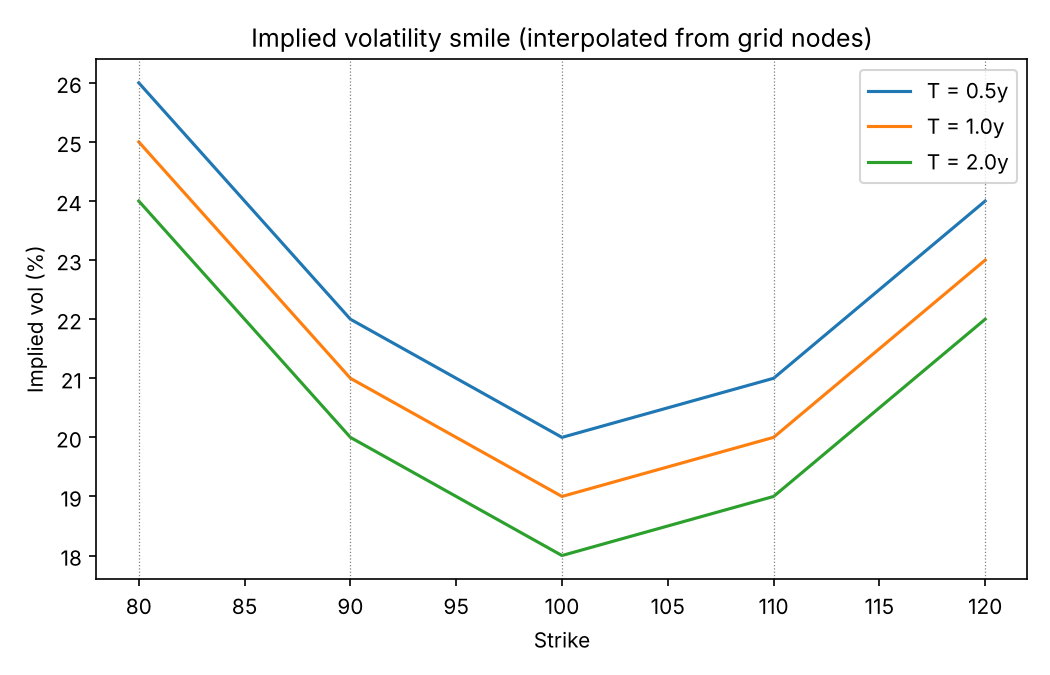 Implied volatility smile (interpolated from grid nodes)
T = 0.5y
T = 1.0y
T = 2.0y
Implied vol (%)
26
25
24
23
22
21
20
19
18
80 85 90 95 100 105 110 115 120
Strike